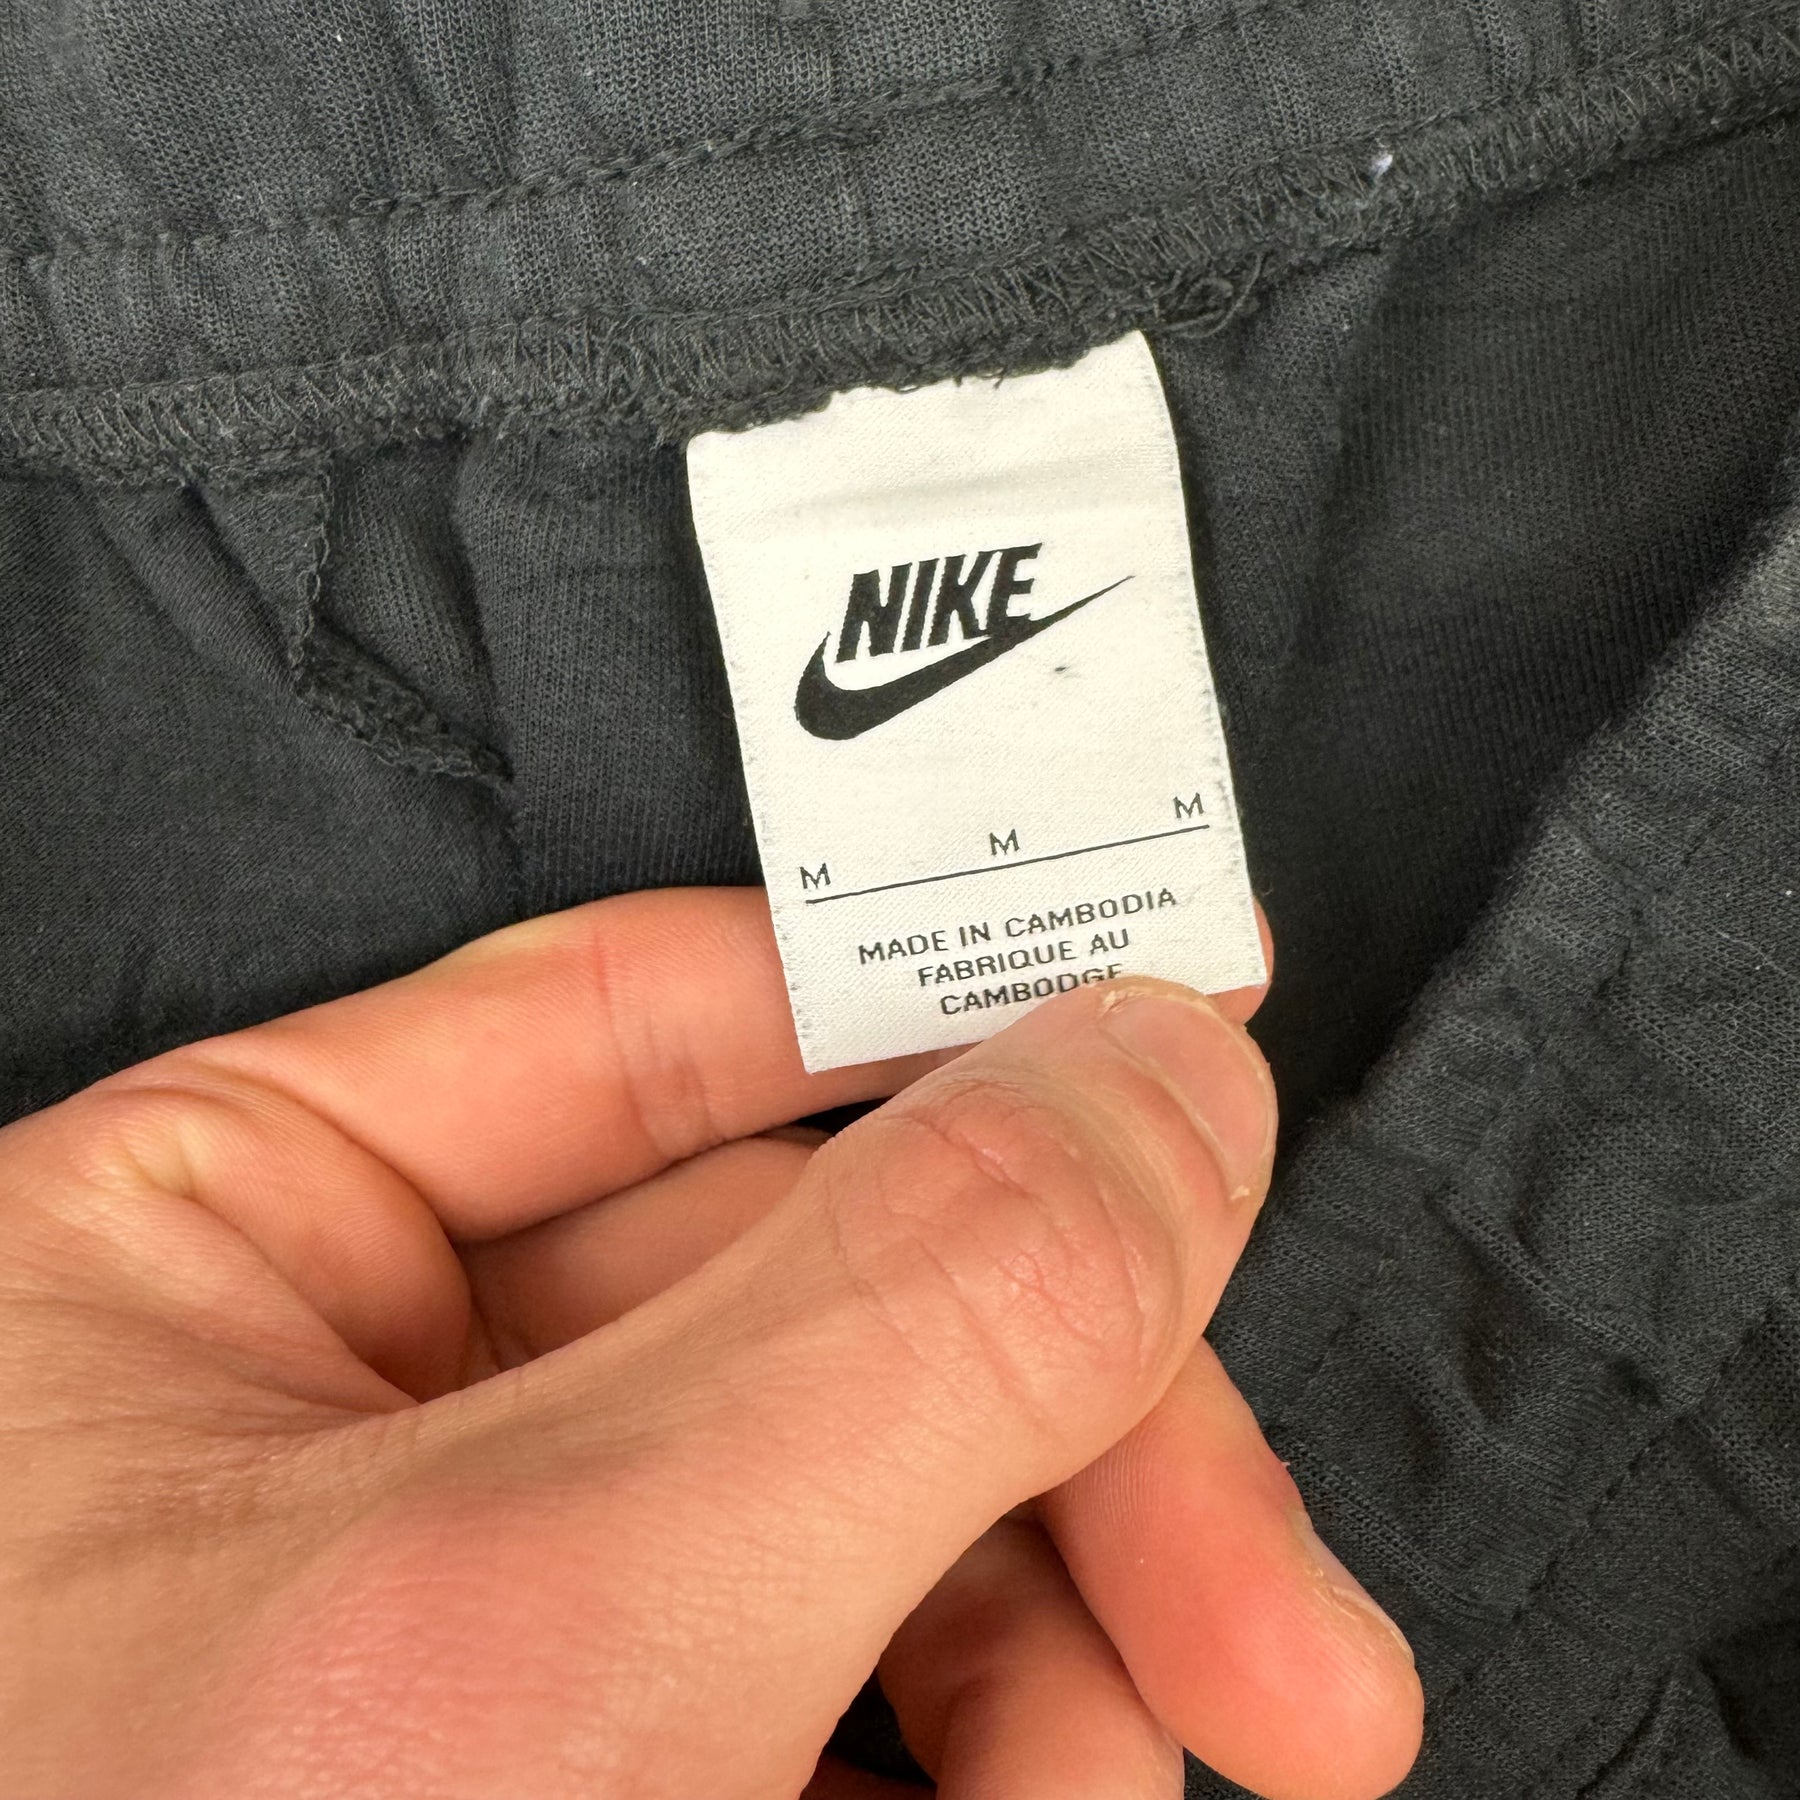 NIKE
M M M
MADE IN CAMBODIA
FABRIQUE AU
CAMBODGE